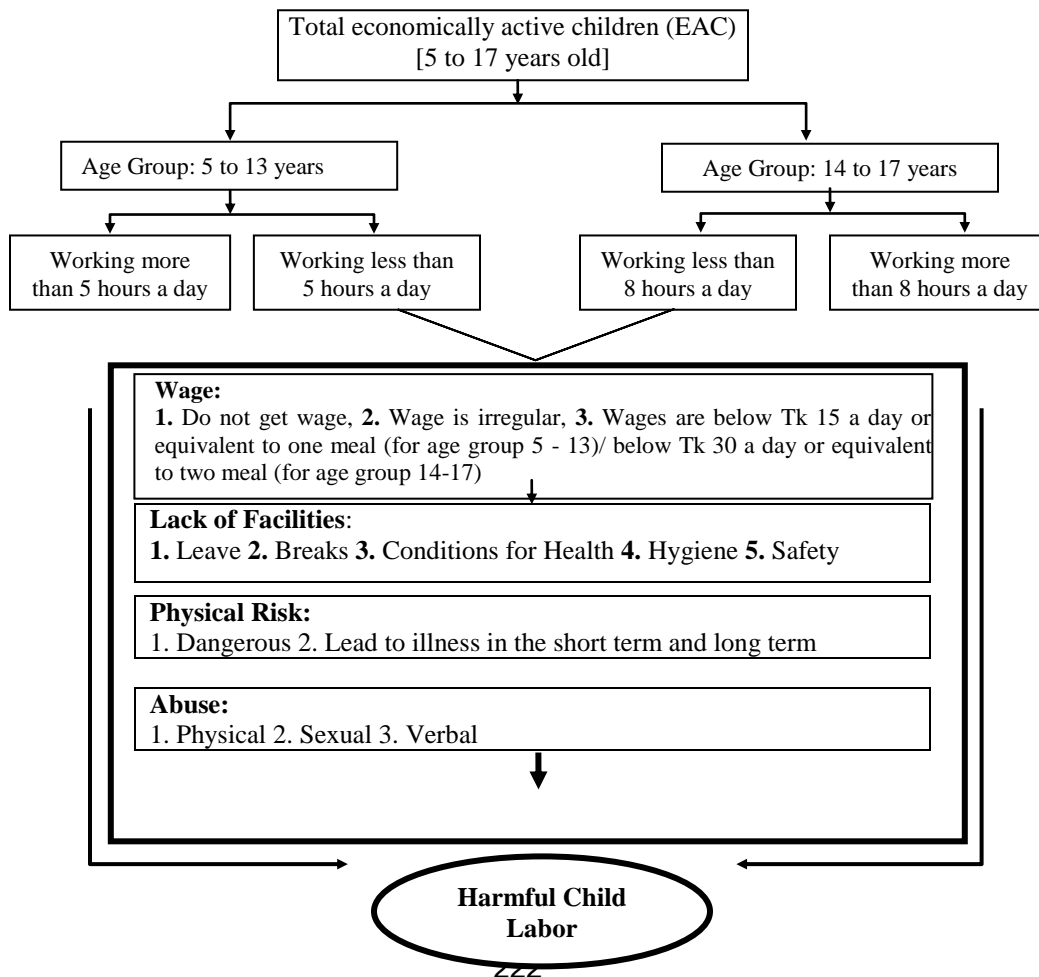 Total economically active children (EAC)
[5 to 17 years old]
Age Group: 5 to 13 years
Age Group: 14 to 17 years
Working more
than 5 hours a day
Working less than
5 hours a day
Working less than
8 hours a day
Working more
than 8 hours a day
Wage:
1. Do not get wage, 2. Wage is irregular, 3. Wages are below Tk 15 a day or
equivalent to one meal (for age group 5 - 13)/ below Tk 30 a day or equivalent
to two meal (for age group 14-17)
Lack of Facilities:
1. Leave 2. Breaks 3. Conditions for Health 4. Hygiene 5. Safety
Physical Risk:
1. Dangerous 2. Lead to illness in the short term and long term
Abuse:
1. Physical 2. Sexual 3. Verbal
Harmful Child
Labor
222